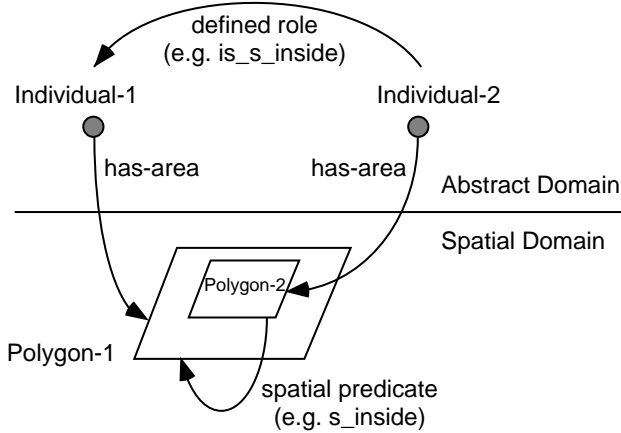 defined role
(e.g. is_s_inside)
Individual-1
Individual-2
has-area
has-area
Abstract Domain
Spatial Domain
Polygon-2
Polygon-1
spatial predicate
(e.g. s_inside)